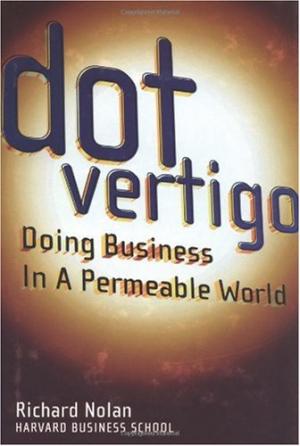 dot
vertigo
Doing Business
In A Permeable World
Richard Nolan
HARVARD BUSINESS SCHOOL